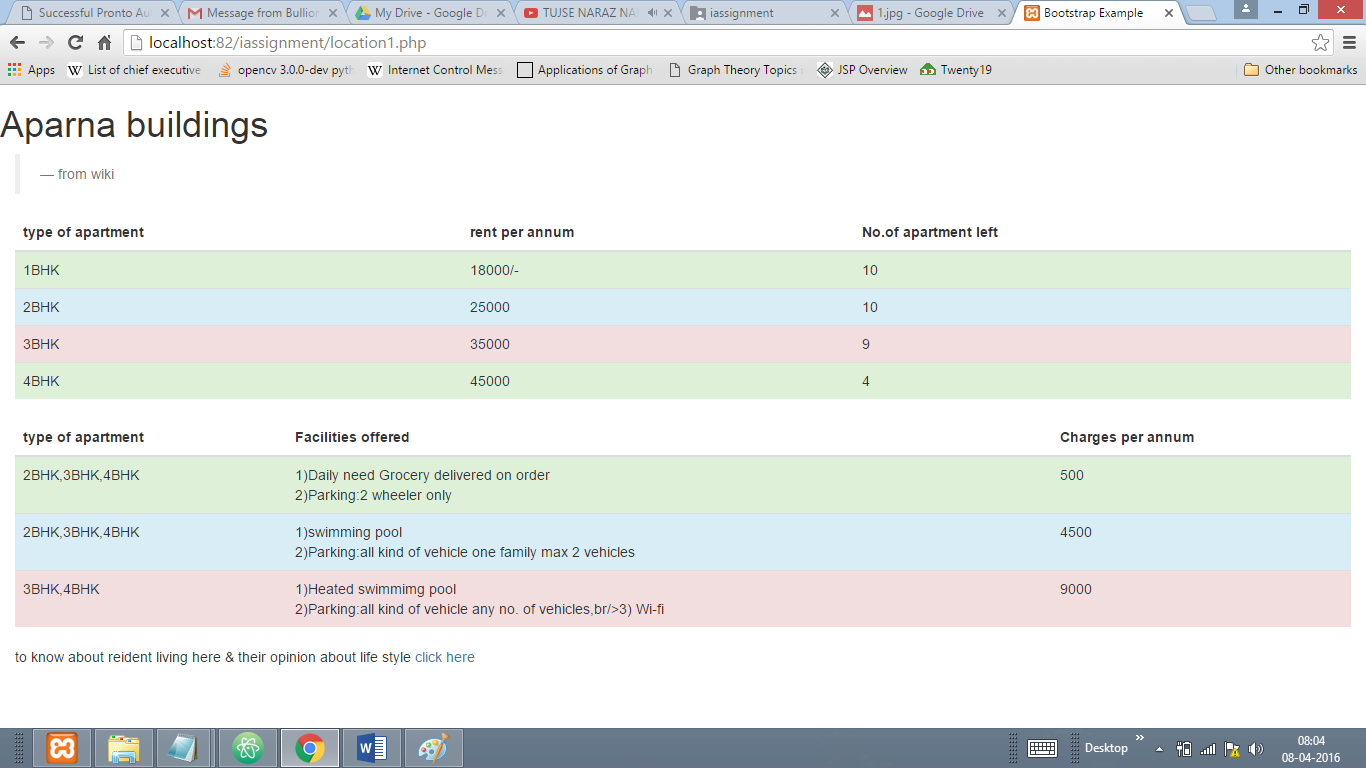 Successful Pronto Au
Message from Bullion
My Drive - Google Dr
TUJSE NARAZ NA
iassignment
1.jpg - Google Drive
Bootstrap Example
localhost:82/iassignment/location1.php
Apps
List of chief executive
opencv 3.0.0-dev pyth
Internet Control Mess
Applications of Graph
Graph Theory Topics i
JSP Overview
Twenty19
Other bookmarks
Aparna buildings
— from wiki
type of apartment rent per annum No.of apartment left
1BHK 18000/- 10
2BHK 25000 10
3BHK 35000 9
4BHK 45000 4
type of apartment Facilities offered Charges per annum
2BHK,3BHK,4BHK 1)Daily need Grocery delivered on order 500
2)Parking:2 wheeler only
2BHK,3BHK,4BHK 1)swimming pool 4500
2)Parking:all kind of vehicle one family max 2 vehicles
3BHK,4BHK 1)Heated swimmimg pool 9000
2)Parking:all kind of vehicle any no. of vehicles,br/>3) Wi-fi
to know about reident living here & their opinion about life style click here
Desktop
08:04
08-04-2016